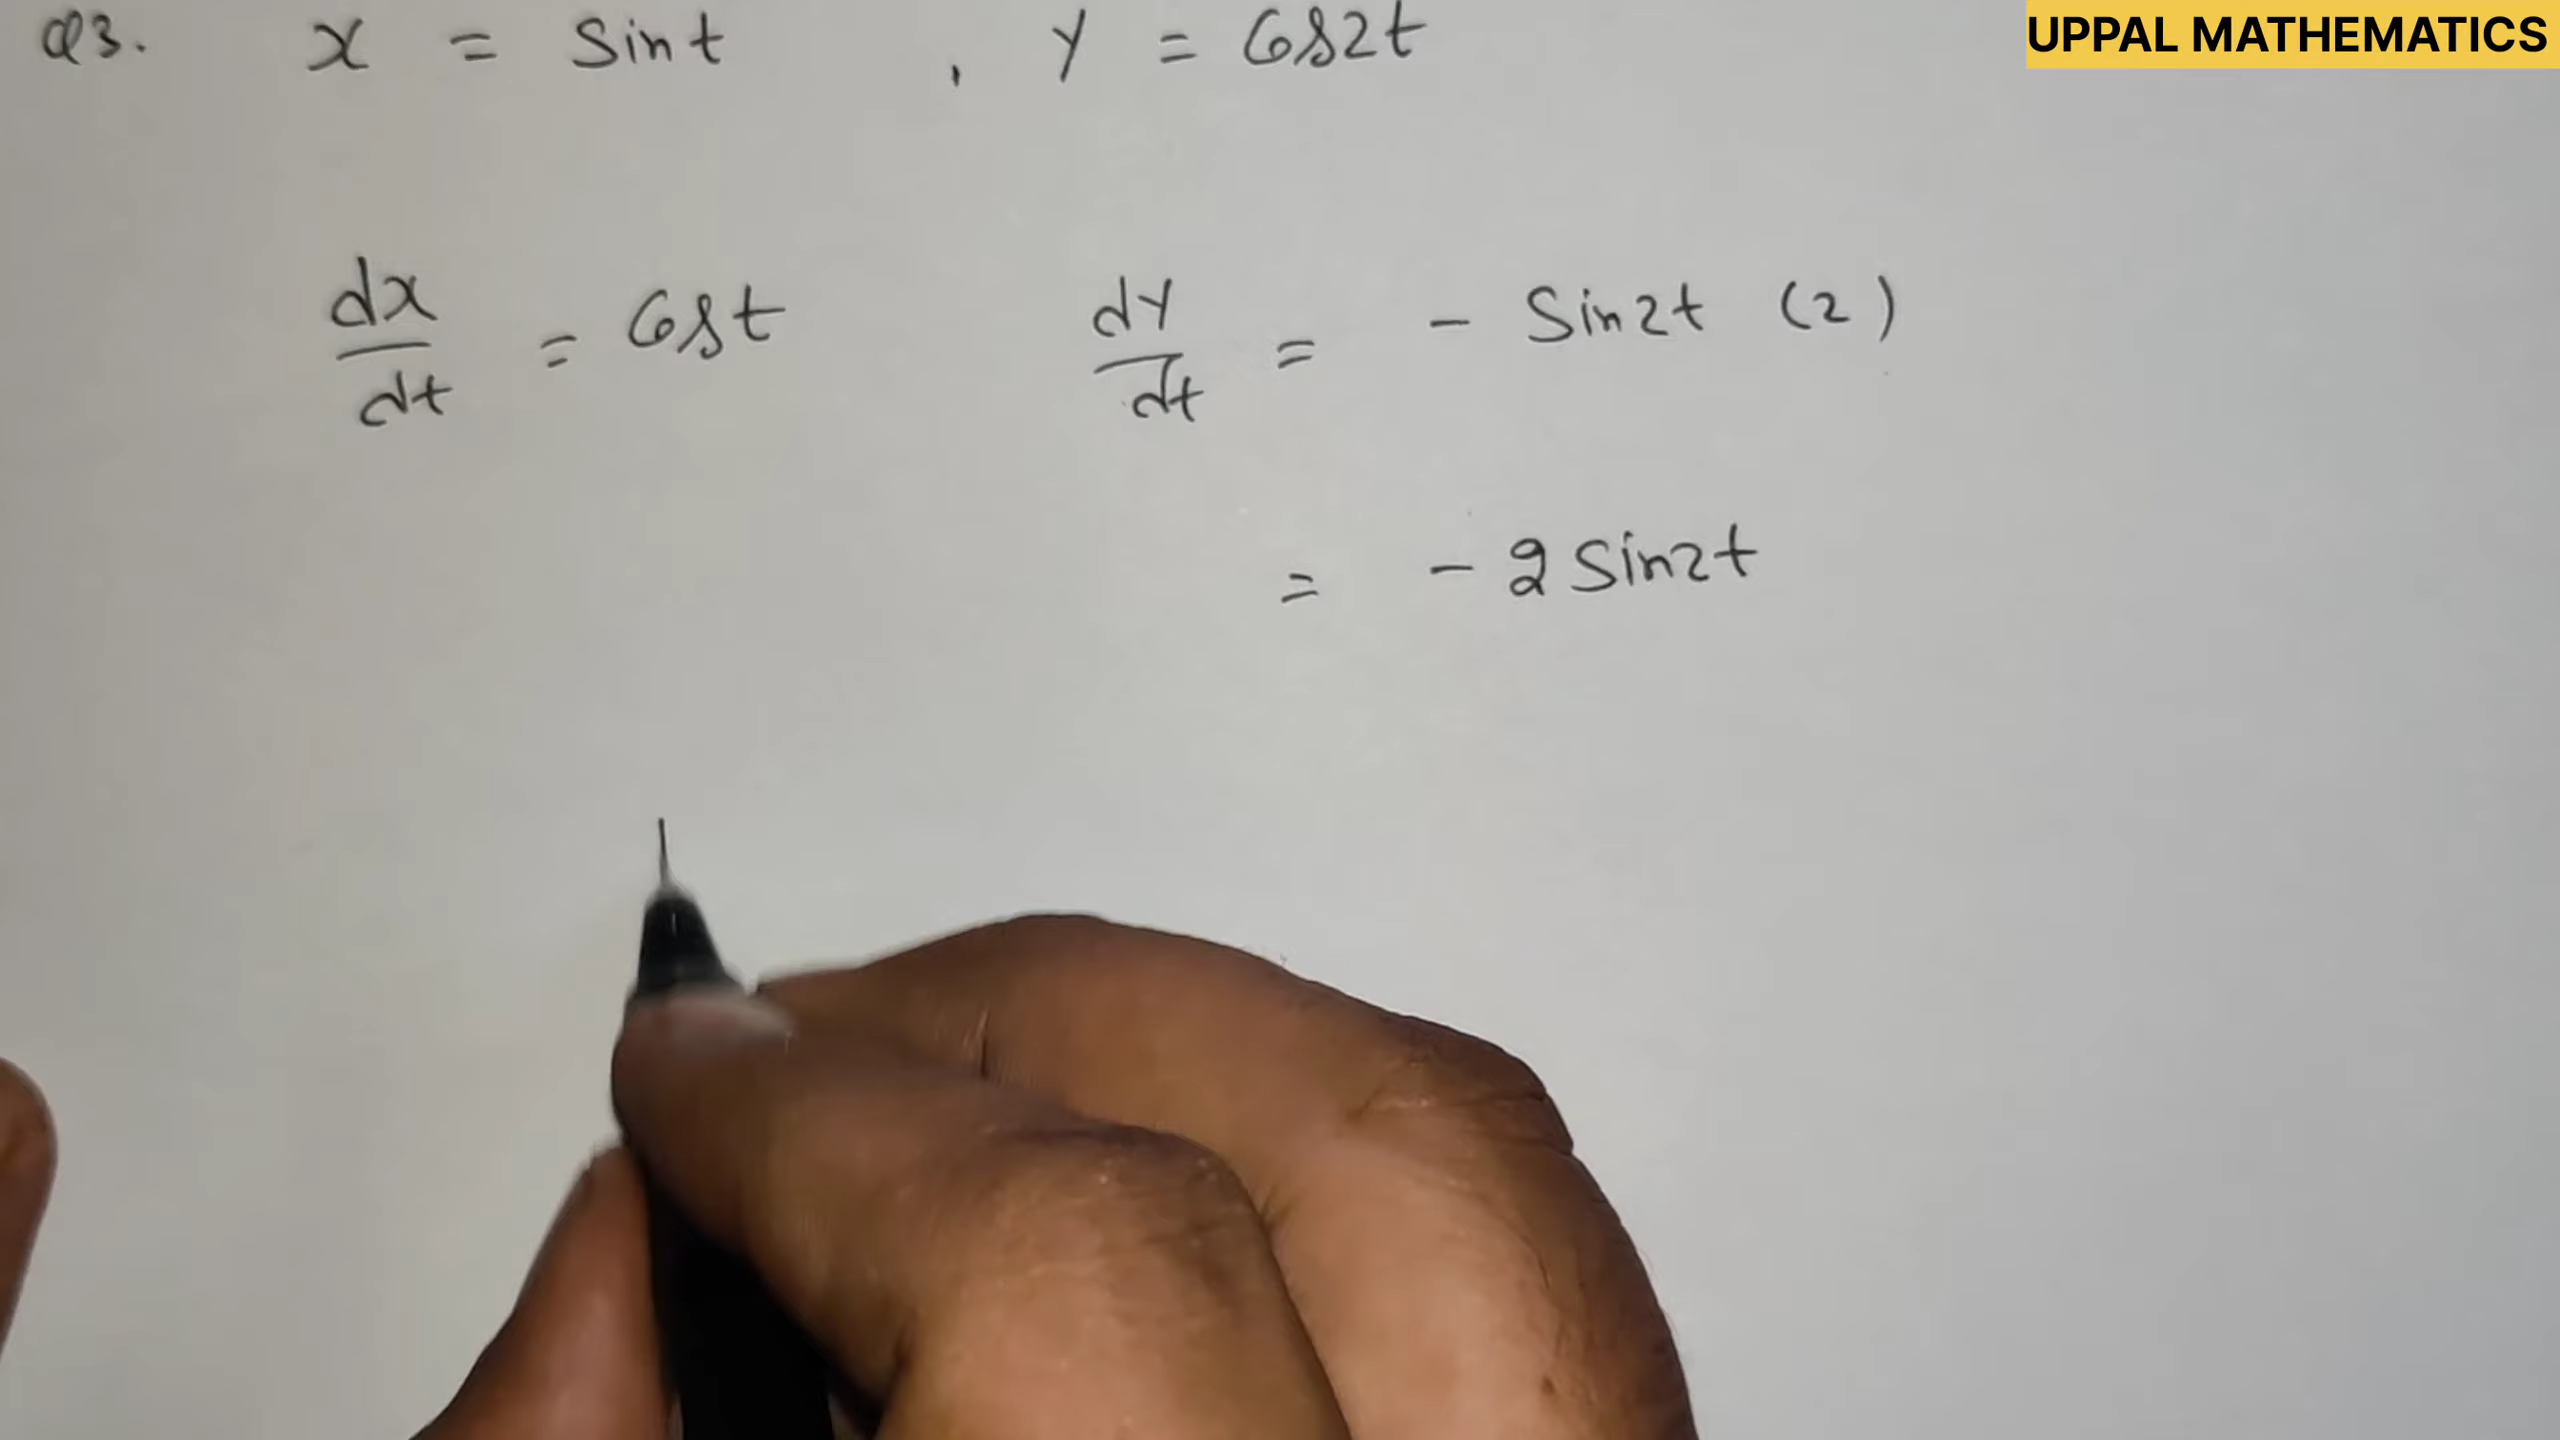 Q3. x = Sint , y = Cos2t UPPAL MATHEMATICS
dx/dt = Cost dy/dt = - Sin2t (2)
= - 2 Sin2t